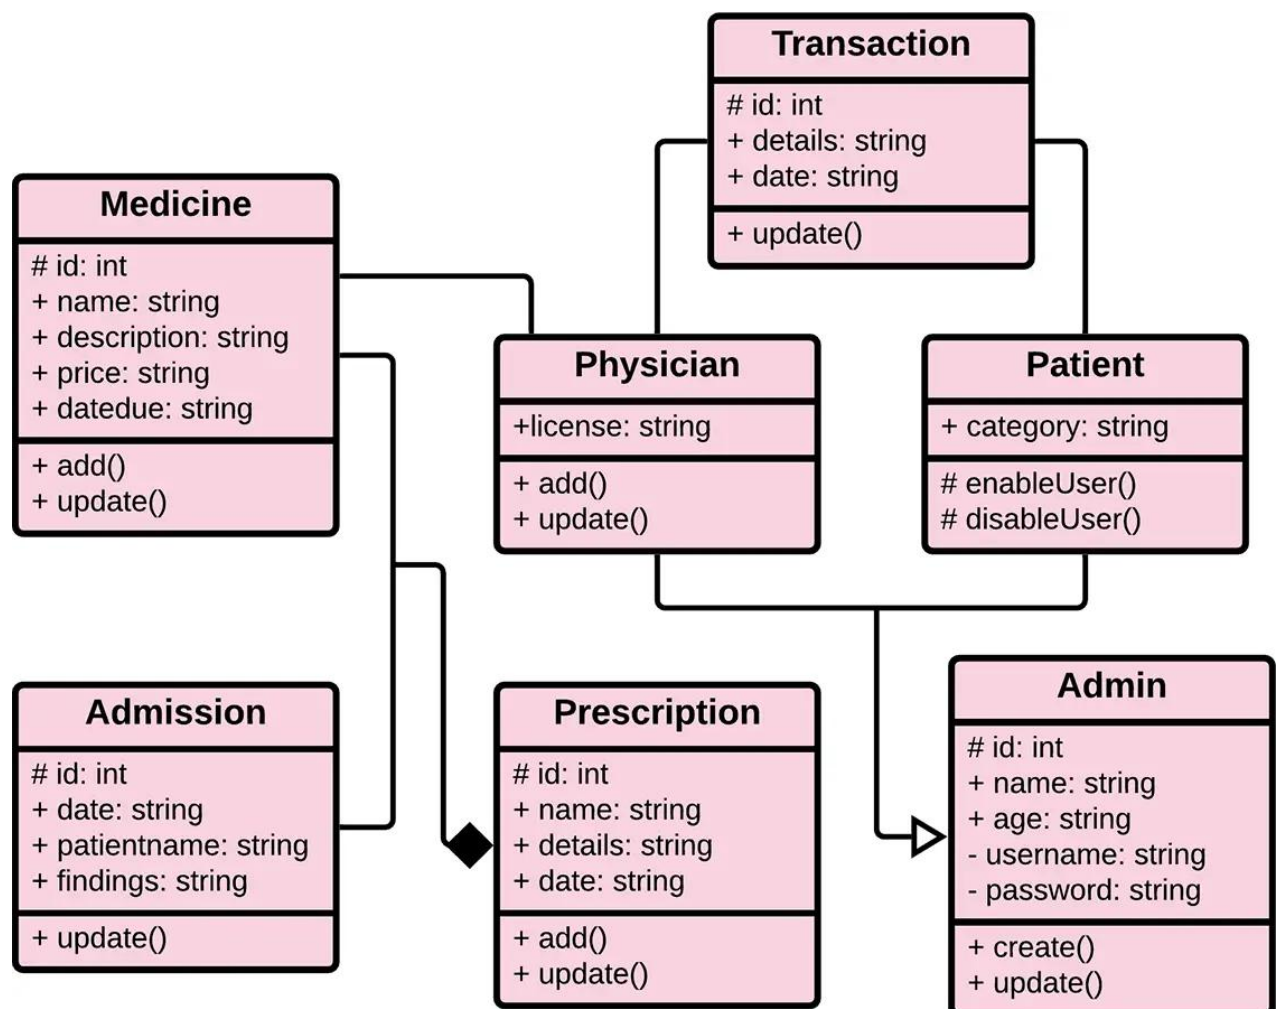 Transaction
# id: int
+ details: string
+ date: string
+ update()
Medicine
# id: int
+ name: string
+ description: string
+ price: string
+ datedue: string
+ add()
+ update()
Physician
+license: string
+ add()
+ update()
Patient
+ category: string
# enableUser()
# disableUser()
Admission
# id: int
+ date: string
+ patientname: string
+ findings: string
+ update()
Prescription
# id: int
+ name: string
+ details: string
+ date: string
+ add()
+ update()
Admin
# id: int
+ name: string
+ age: string
- username: string
- password: string
+ create()
+ update()